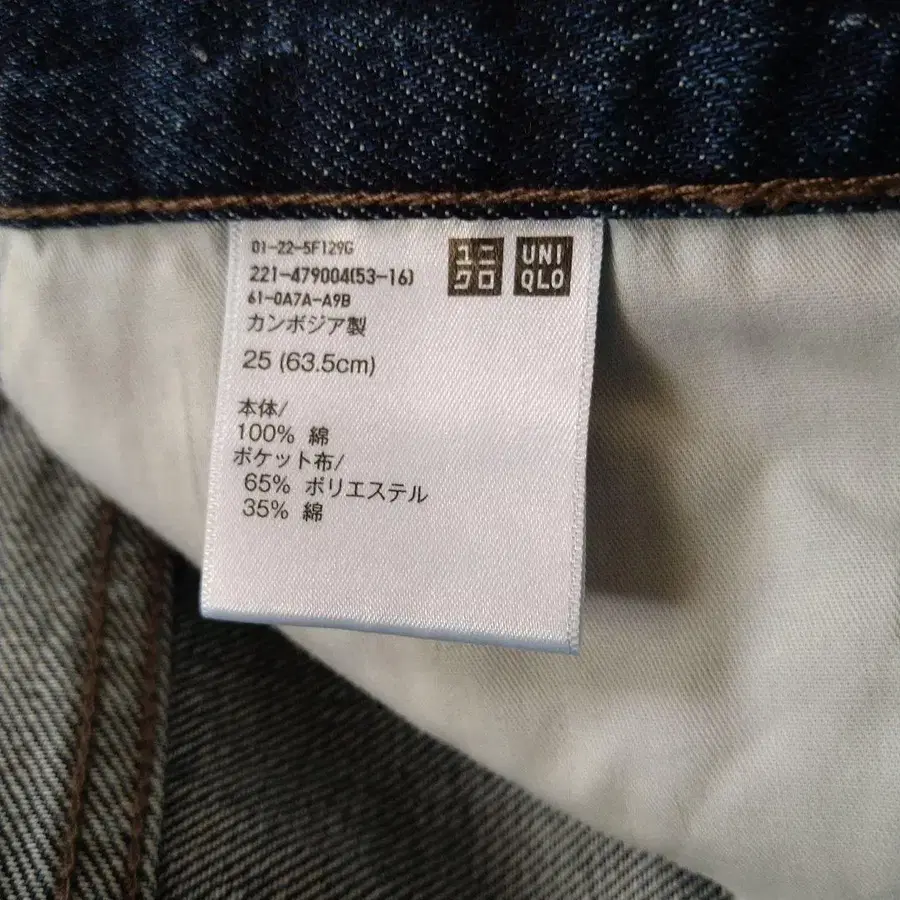 01-22-5F129G
221-479004(53-16)
61-0A7A-A9B
カンボジア製
25 (63.5cm)
本体/
100% 綿
ポケット布/
65% ポリエステル
35% 綿
ユニ
クロ
UNI
QLO